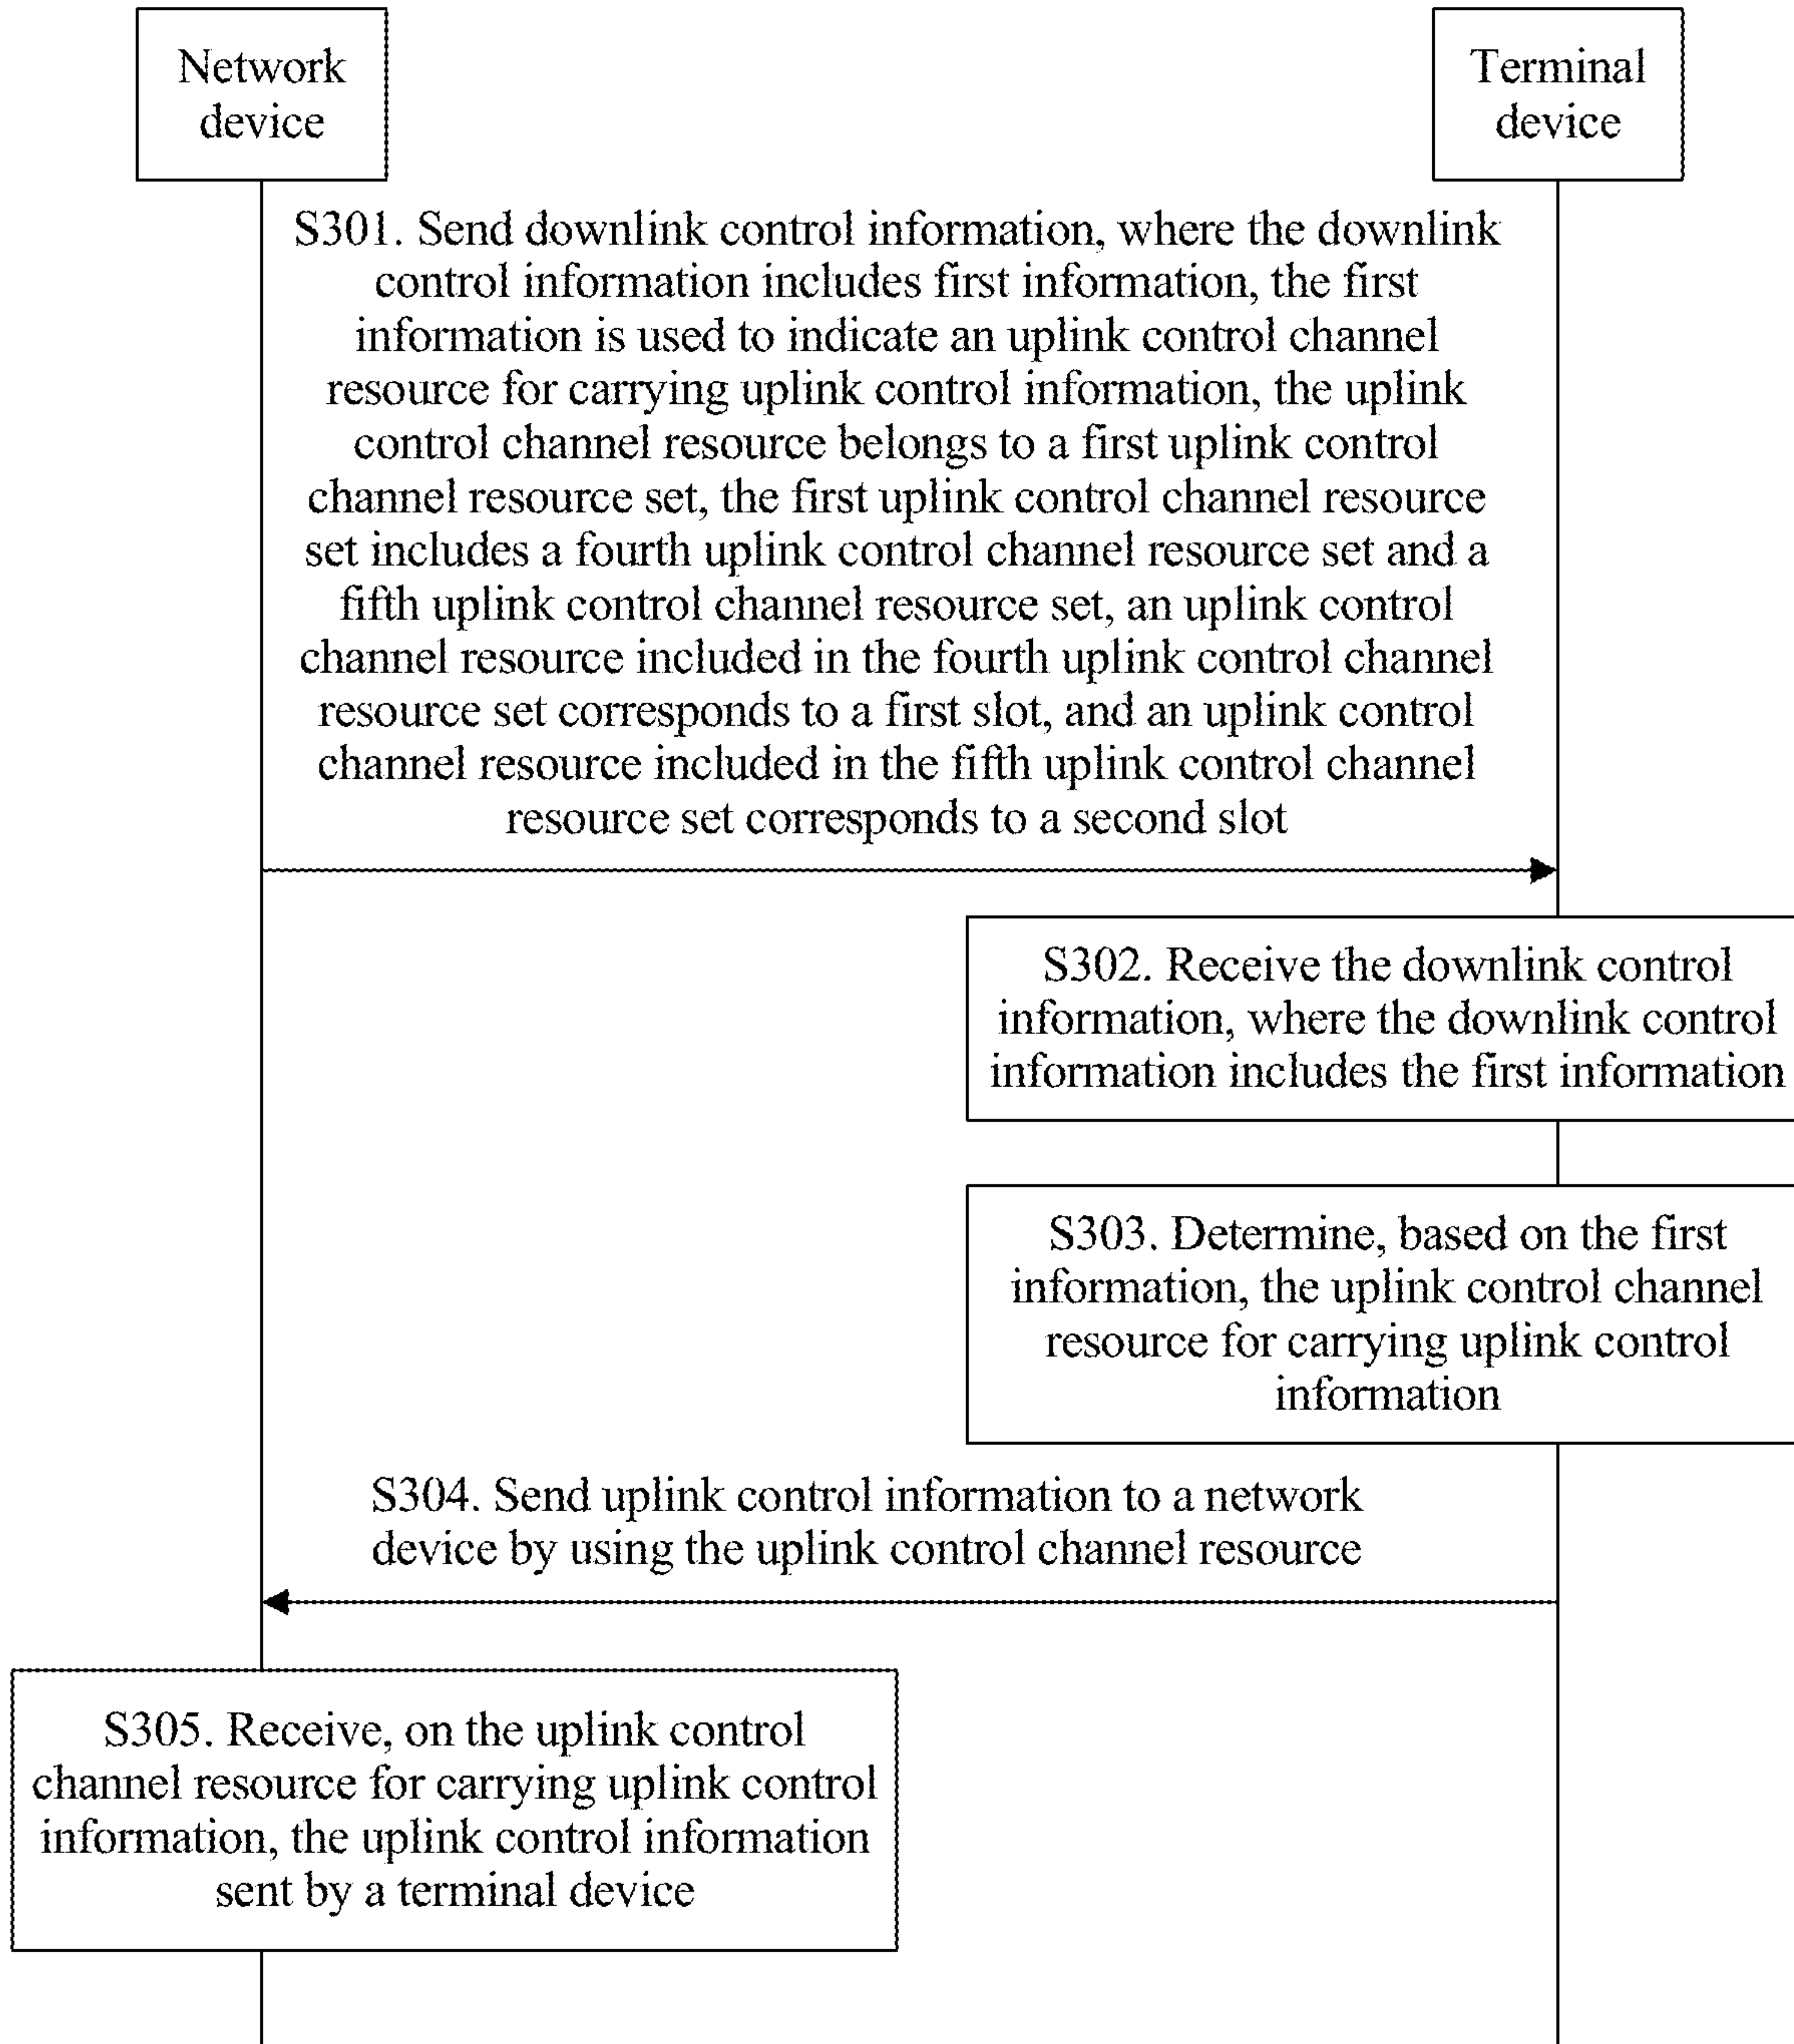 Network
device
Terminal
device
S301. Send downlink control information, where the downlink
control information includes first information, the first
information is used to indicate an uplink control channel
resource for carrying uplink control information, the uplink
control channel resource belongs to a first uplink control
channel resource set, the first uplink control channel resource
set includes a fourth uplink control channel resource set and a
fifth uplink control channel resource set, an uplink control
channel resource included in the fourth uplink control channel
resource set corresponds to a first slot, and an uplink control
channel resource included in the fifth uplink control channel
resource set corresponds to a second slot
S302. Receive the downlink control
information, where the downlink control
information includes the first information
S303. Determine, based on the first
information, the uplink control channel
resource for carrying uplink control
information
S304. Send uplink control information to a network
device by using the uplink control channel resource
S305. Receive, on the uplink control
channel resource for carrying uplink control
information, the uplink control information
sent by a terminal device